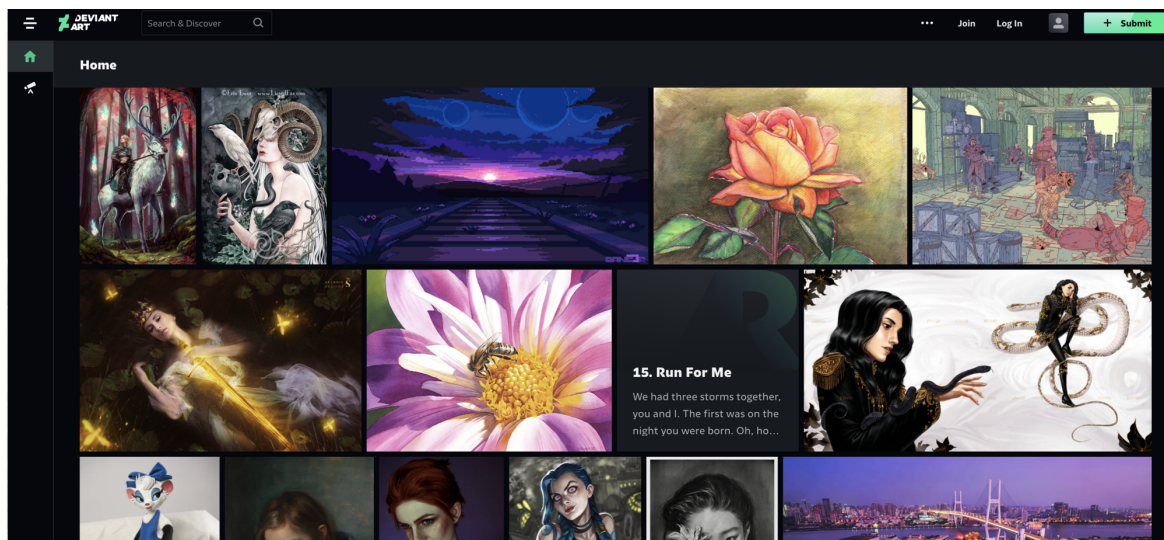 DEVIANT
ART
Search & Discover
Join
Log In
+ Submit
Home
15. Run For Me
We had three storms together,
you and I. The first was on the
night you were born. Oh, ho...